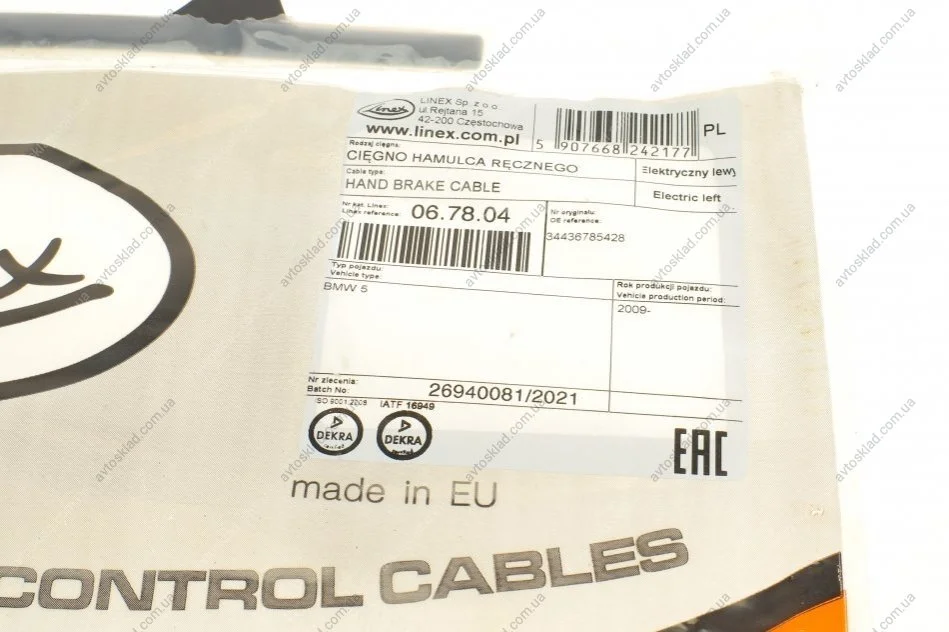 Linex
LINEX Sp. z o.o.
ul.Rejtana 15
42-200 Częstochowa
www.linex.com.pl
5 907668 242177
PL
Rodzaj cięgna:
CIĘGNO HAMULCA RĘCZNEGO
Elektryczny lewy
Cable type:
HAND BRAKE CABLE
Electric left
Nr kat. Linex:
Linex reference:
06.78.04
Nr oryginału:
OE reference:
34436785428
Typ pojazdu:
Vehicle type:
BMW 5
Rok produkcji pojazdu:
Vehicle production period:
2009-
Nr zlecenia:
Batch No:
26940081/2021
ISO 9001:2008
IATF 16949
DEKRA
DEKRA
EAC
made in EU
CONTROL CABLES
avtosklad.com.ua